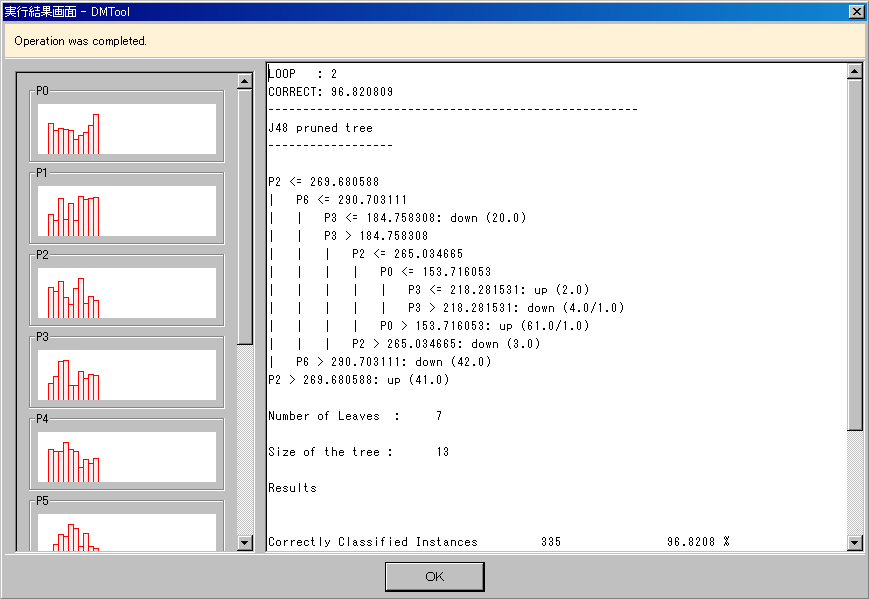 実行結果画面 - DMTool
Operation was completed.
P0
P1
P2
P3
P4
P5
LOOP   : 2
CORRECT: 96.820809
-----------------------------------------------------
J48 pruned tree
------------------
P2 <= 269.680588
|   P6 <= 290.703111
|   |   P3 <= 184.758308: down (20.0)
|   |   P3 > 184.758308
|   |   |   P2 <= 265.034665
|   |   |   |   P0 <= 153.716053
|   |   |   |   |   P3 <= 218.281531: up (2.0)
|   |   |   |   |   P3 > 218.281531: down (4.0/1.0)
|   |   |   |   P0 > 153.716053: up (61.0/1.0)
|   |   |   P2 > 265.034665: down (3.0)
|   P6 > 290.703111: down (42.0)
P2 > 269.680588: up (41.0)
Number of Leaves  :     7
Size of the tree :      13
Results
Correctly Classified Instances         335               96.8208 %
OK